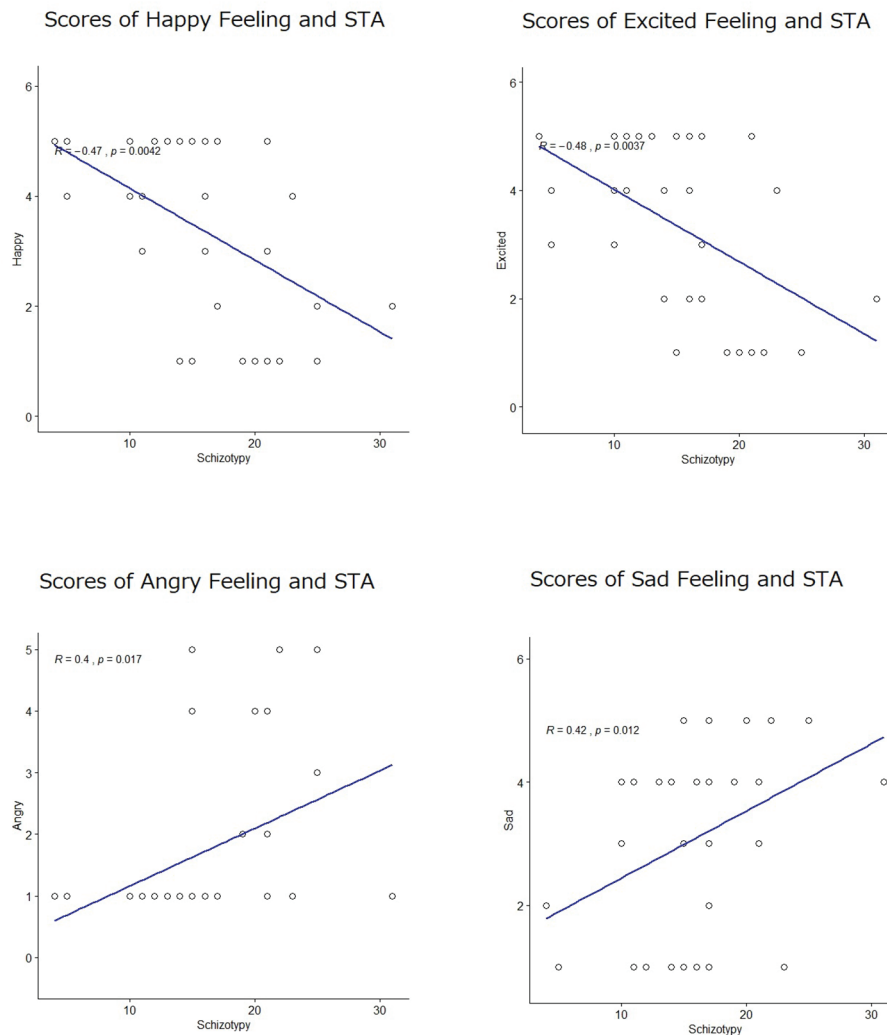 Scores of Happy Feeling and STA
6
R = −0.47 , p = 0.0042
4
Happy
2
0
10 20 30
Schizotypy
Scores of Excited Feeling and STA
6
R = −0.48 , p = 0.0037
4
Excited
2
0
10 20 30
Schizotypy
Scores of Angry Feeling and STA
5
R = 0.4 , p = 0.017
4
3
Angry
2
1
0
10 20 30
Schizotypy
Scores of Sad Feeling and STA
6
R = 0.42 , p = 0.012
4
Sad
2
10 20 30
Schizotypy